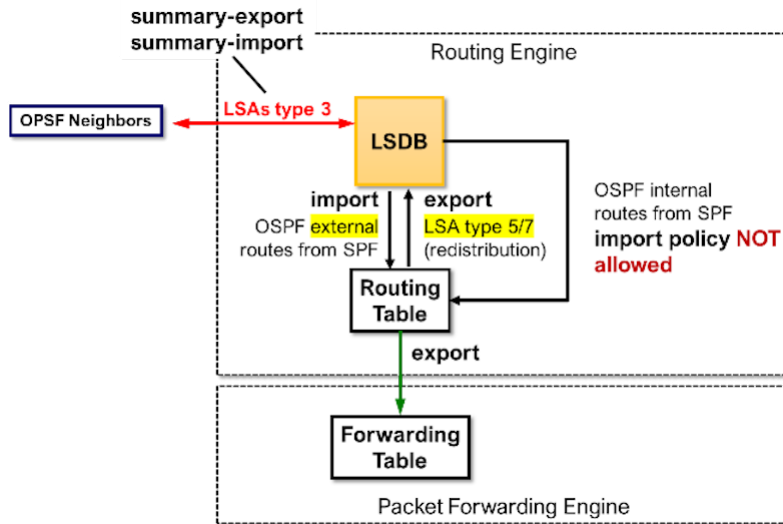 summary-export
summary-import
Routing Engine
OPSF Neighbors
LSAs type 3
LSDB
import
OSPF external
routes from SPF
export
LSA type 5/7
(redistribution)
OSPF internal
routes from SPF
import policy NOT
allowed
Routing
Table
export
Forwarding
Table
Packet Forwarding Engine